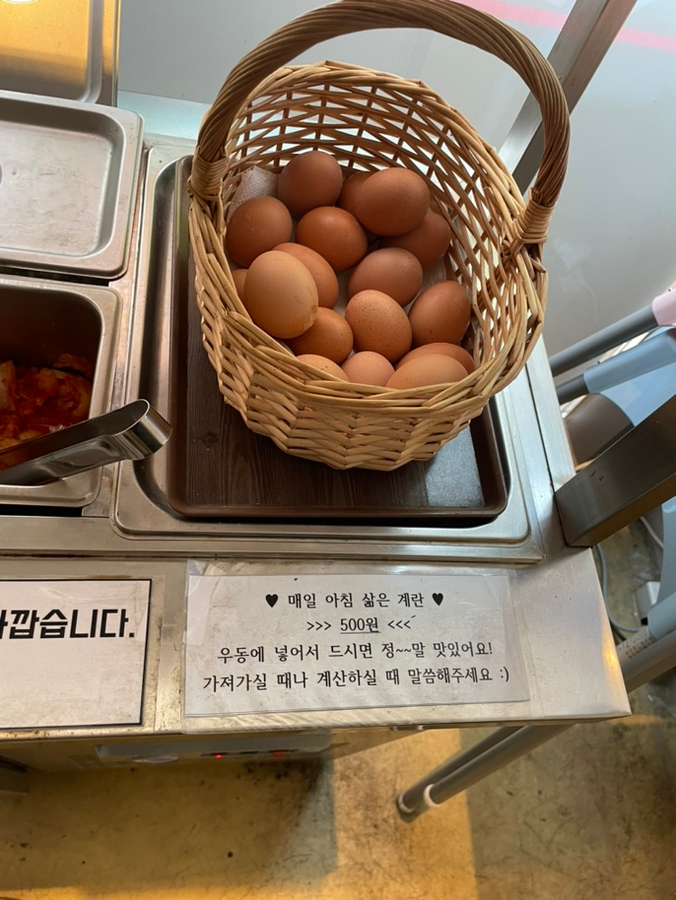 까깝습니다.
♥ 매일 아침 삶은 계란 ♥
>>> 500원 <<<
우동에 넣어서 드시면 정~~말 맛있어요!
가져가실 때나 계산하실 때 말씀해주세요 :)